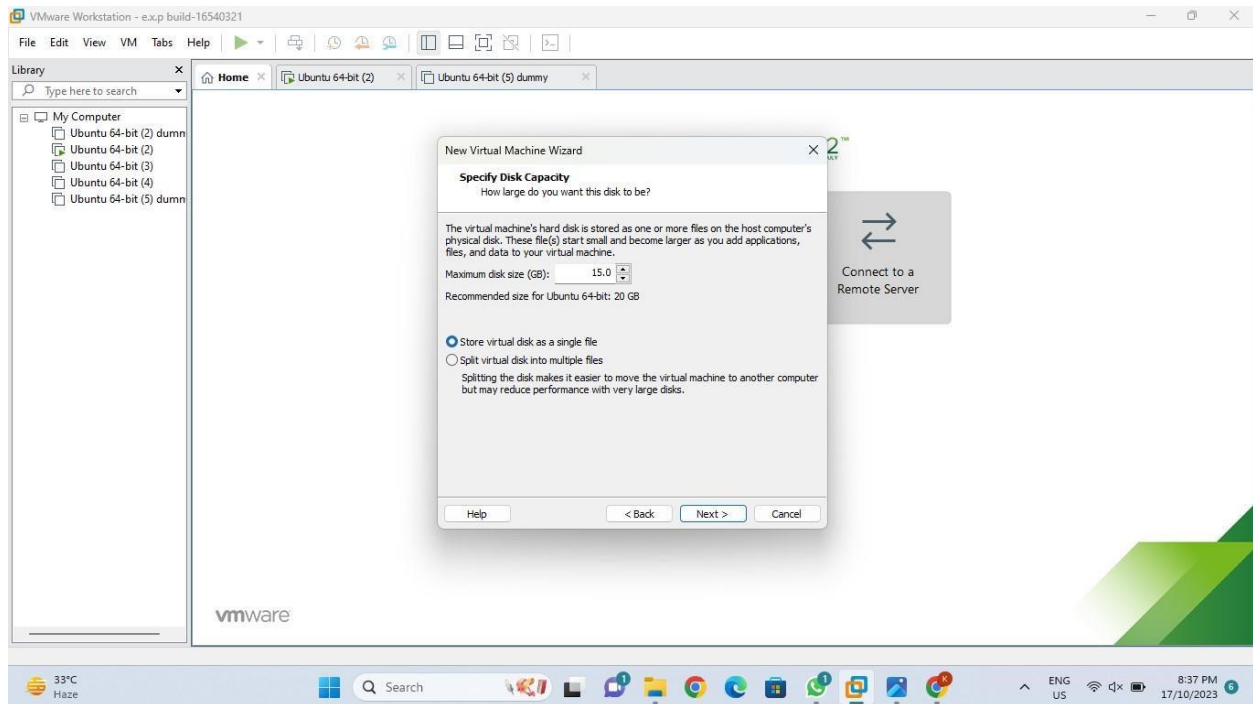 VMware Workstation - e.x.p build-16540321
File Edit View VM Tabs Help
Library
Type here to search
My Computer
Ubuntu 64-bit (2) dumm
Ubuntu 64-bit (2)
Ubuntu 64-bit (3)
Ubuntu 64-bit (4)
Ubuntu 64-bit (5) dumm
Home
Ubuntu 64-bit (2)
Ubuntu 64-bit (5) dummy
2™
New Virtual Machine Wizard
Specify Disk Capacity
How large do you want this disk to be?
The virtual machine's hard disk is stored as one or more files on the host computer's
physical disk. These file(s) start small and become larger as you add applications,
files, and data to your virtual machine.
Maximum disk size (GB): 15.0
Recommended size for Ubuntu 64-bit: 20 GB
Store virtual disk as a single file
Split virtual disk into multiple files
Splitting the disk makes it easier to move the virtual machine to another computer
but may reduce performance with very large disks.
Help < Back Next > Cancel
Connect to a
Remote Server
vmware
33°C
Haze
Search
1
1
ENG
US
8:37 PM
17/10/2023
6